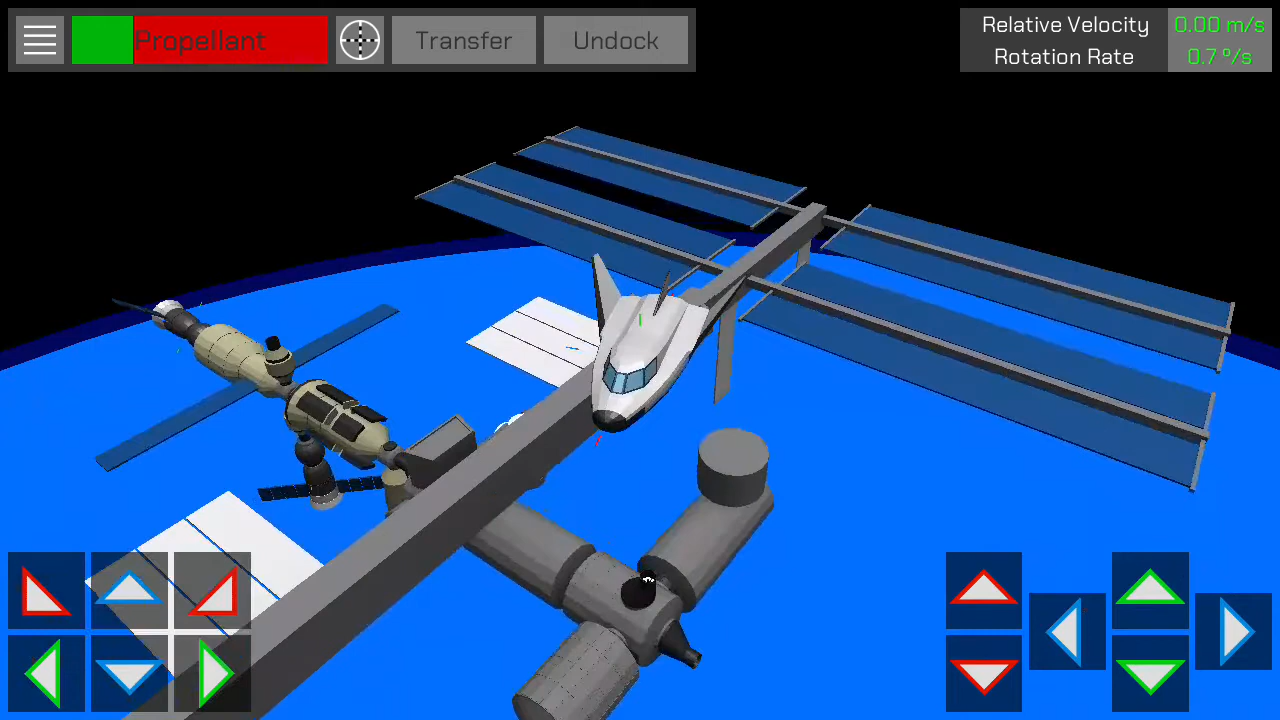 Propellant
Transfer
Undock
Relative Velocity 0.00 m/s
Rotation Rate 0.7 º/s